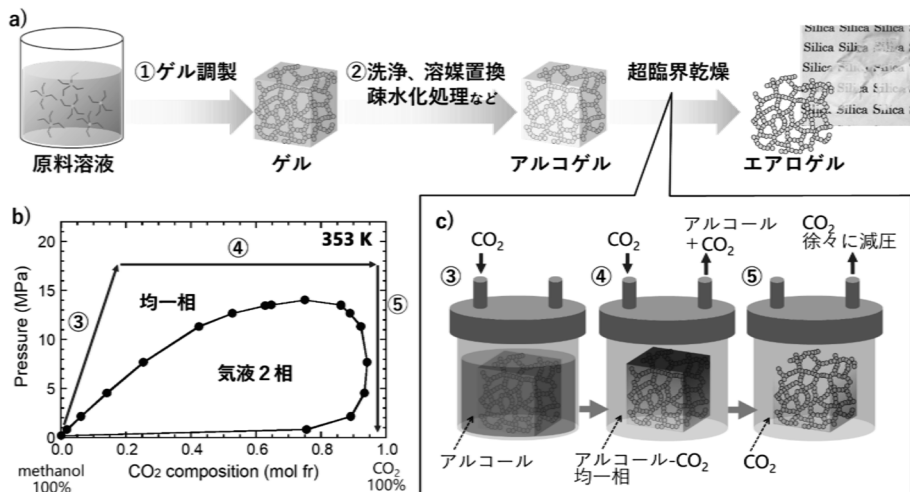 a)
①ゲル調製
②洗浄、溶媒置換
疎水化処理など
超臨界乾燥
Silica Silica Silica Silica S
Silica Silica Silica S
Silica
Silica
Silica Silica Silica Silica S
原料溶液
ゲル
アルコゲル
エアロゲル
b)
353 K
④
③
⑤
均一相
気液2相
Pressure (MPa)
20
15
10
5
0
0.0
0.2
0.4
0.6
0.8
1.0
CO2 composition (mol fr)
methanol
100%
CO2
100%
c)
③
CO2
④
CO2
アルコール
+CO2
⑤
CO2
徐々に減圧
アルコール
アルコール-CO2
均一相
CO2